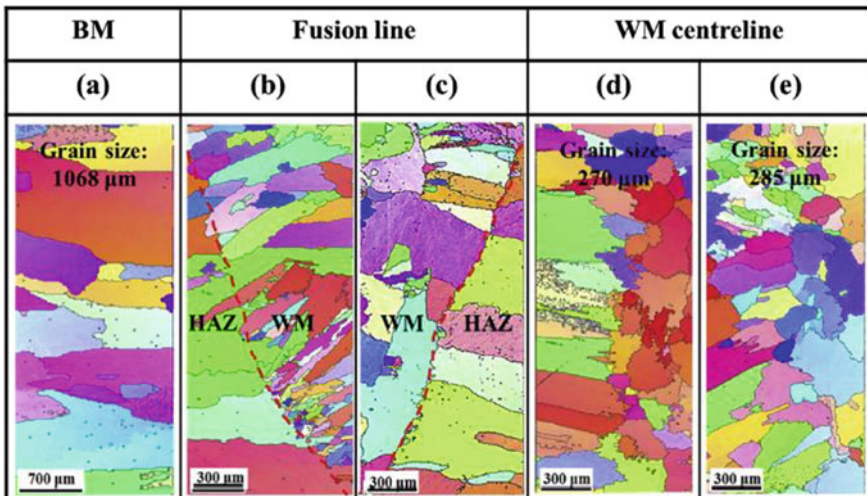 BM Fusion line WM centreline
(a) (b) (c) (d) (e)
Grain size:
1068 μm
Grain size:
270 μm
Grain size:
285 μm
HAZ WM
WM HAZ
700 μm
300 μm
300 μm
300 μm
300 μm